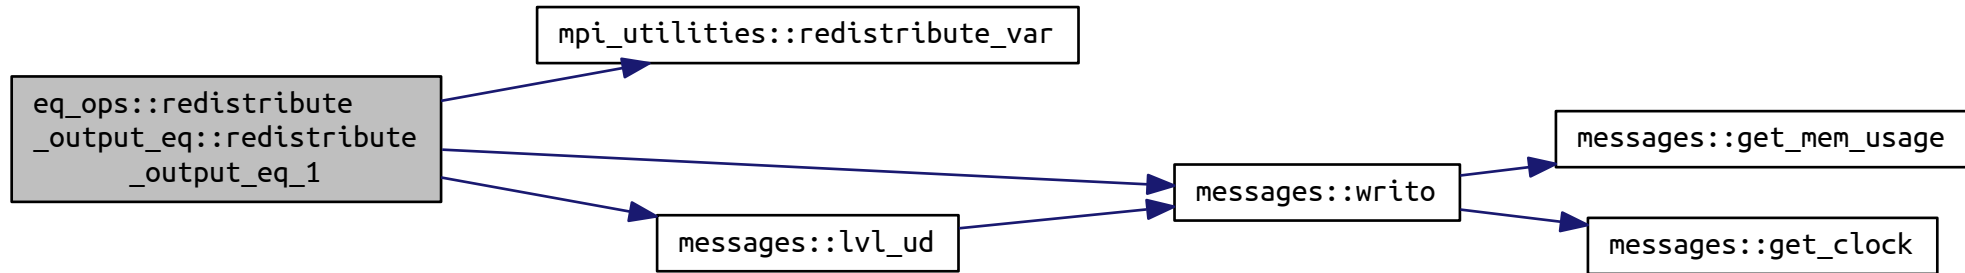 mpi_utilities::redistribute_var
eq_ops::redistribute
_output_eq::redistribute
_output_eq_1
messages::get_mem_usage
messages::writo
messages::lvl_ud
messages::get_clock